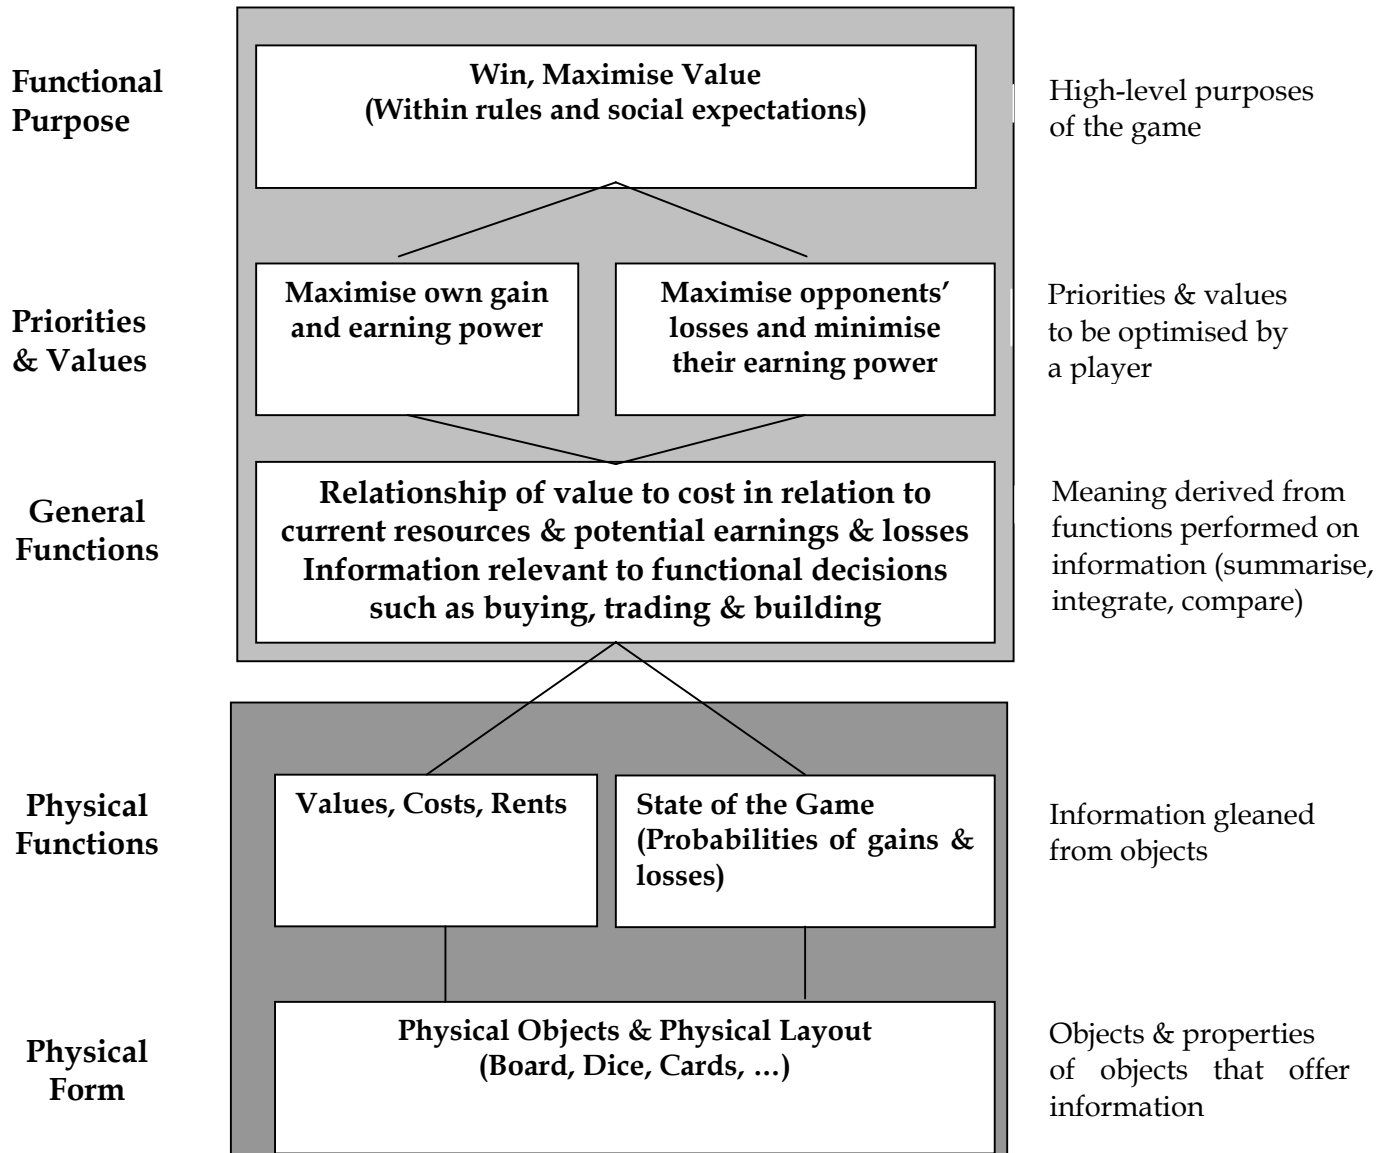 Functional
Purpose
Win, Maximise Value
(Within rules and social expectations)
High-level purposes
of the game
Priorities
& Values
Maximise own gain
and earning power
Maximise opponents’
losses and minimise
their earning power
Priorities & values
to be optimised by
a player
General
Functions
Relationship of value to cost in relation to
current resources & potential earnings & losses
Information relevant to functional decisions
such as buying, trading & building
Meaning derived from
functions performed on
information (summarise,
integrate, compare)
Physical
Functions
Values, Costs, Rents
State of the Game
(Probabilities of gains &
losses)
Information gleaned
from objects
Physical
Form
Physical Objects & Physical Layout
(Board, Dice, Cards, …)
Objects & properties
of objects that offer
information